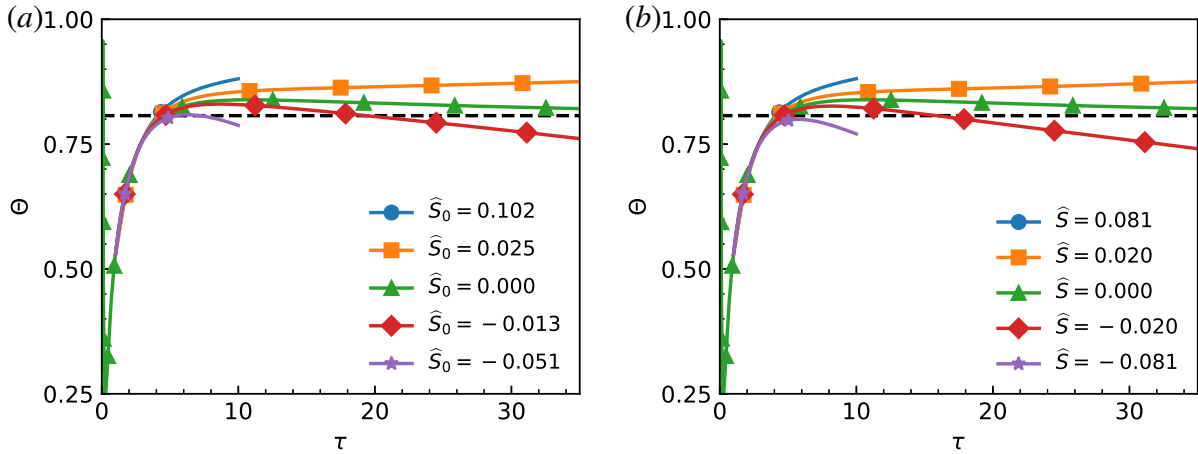 (a)
1.00
0.75
0.50
0.25
Θ
0
10
20
30
τ
Ŝ₀ = 0.102
Ŝ₀ = 0.025
Ŝ₀ = 0.000
Ŝ₀ = −0.013
Ŝ₀ = −0.051
(b)
1.00
0.75
0.50
0.25
Θ
0
10
20
30
τ
Ŝ = 0.081
Ŝ = 0.020
Ŝ = 0.000
Ŝ = −0.020
Ŝ = −0.081